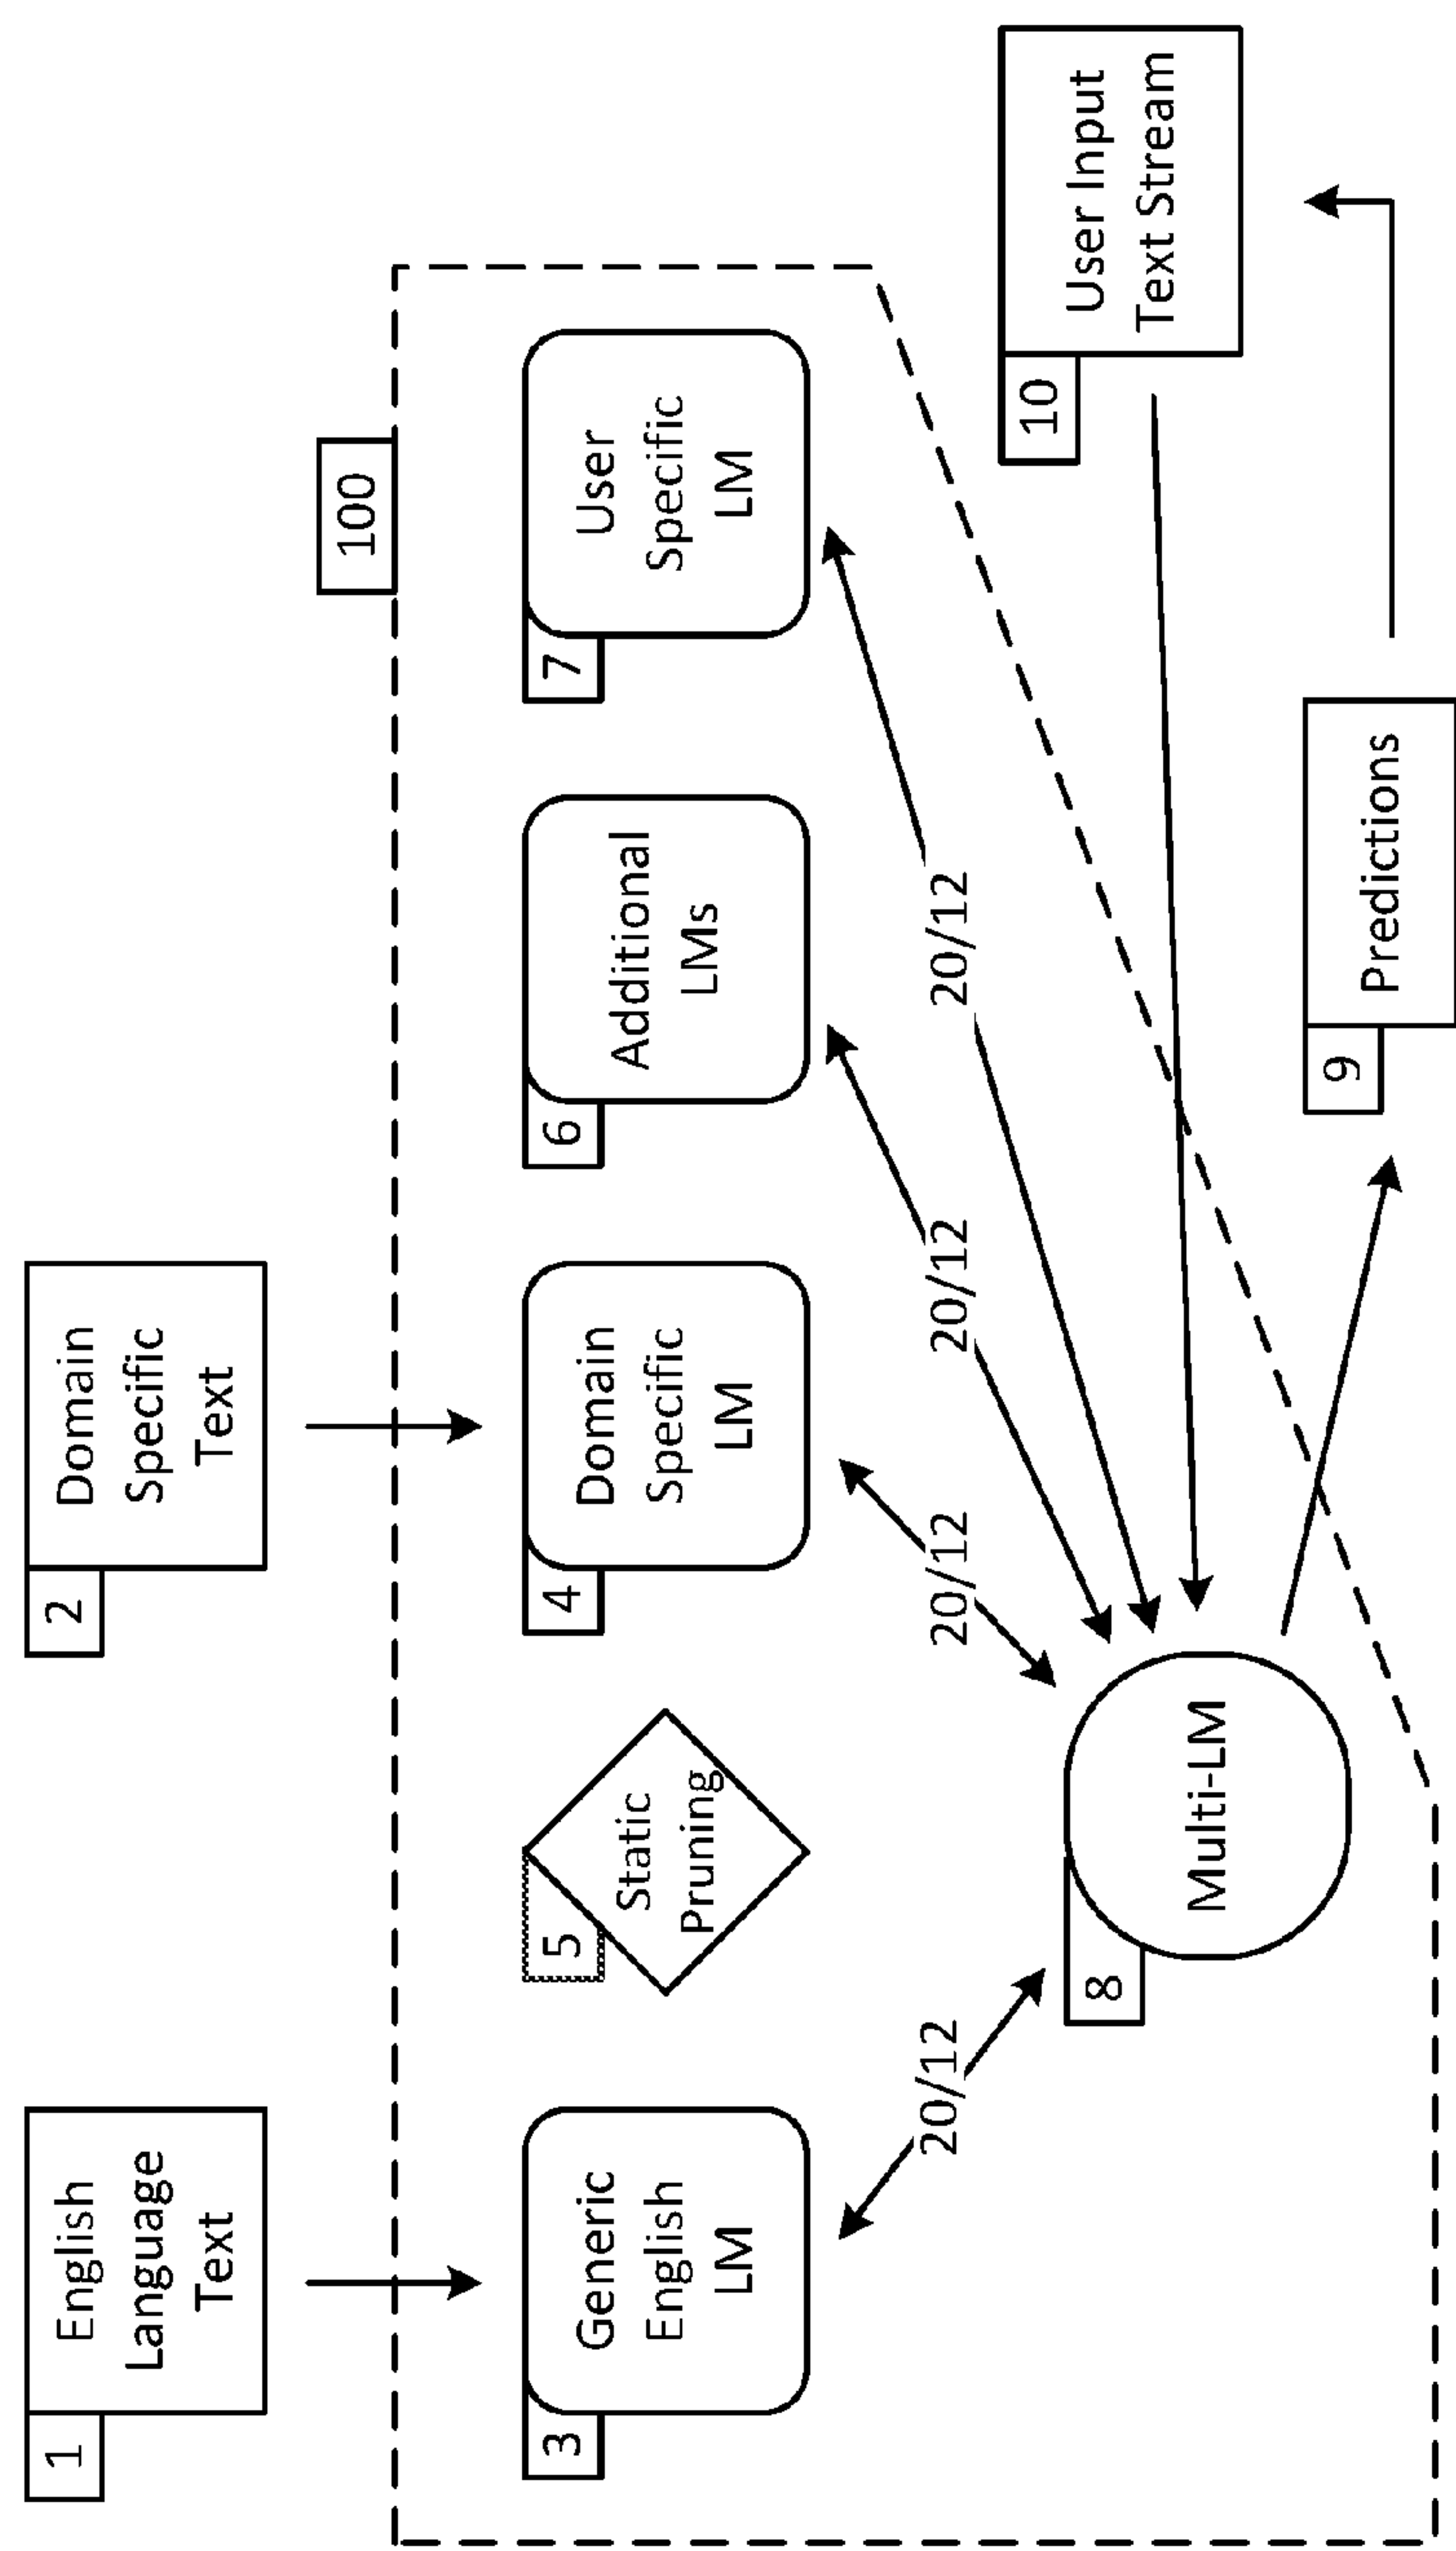 1
English
Language
Text
2
Domain
Specific
Text
100
3
Generic
English
LM
5
Static
Pruning
4
Domain
Specific
LM
6
Additional
LMs
7
User
Specific
LM
20/12
20/12
20/12
20/12
8
Multi-LM
10
User Input
Text Stream
9
Predictions